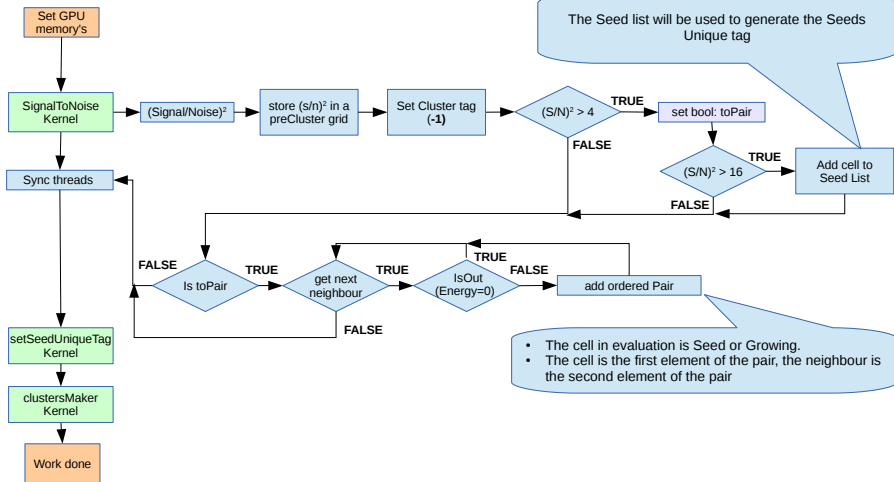 Set GPU
memory's
The Seed list will be used to generate the Seeds
Unique tag
SignalToNoise
Kernel
(Signal/Noise)²
store (s/n)² in a
preCluster grid
Set Cluster tag
(-1)
(S/N)² > 4
TRUE
set bool: toPair
FALSE
(S/N)² > 16
TRUE
Add cell to
Seed List
FALSE
Sync threads
FALSE
Is toPair
TRUE
get next
neighbour
TRUE
IsOut
(Energy=0)
TRUE
FALSE
add ordered Pair
FALSE
setSeedUniqueTag
Kernel
• The cell in evaluation is Seed or Growing.
• The cell is the first element of the pair, the neighbour is
the second element of the pair
clustersMaker
Kernel
Work done